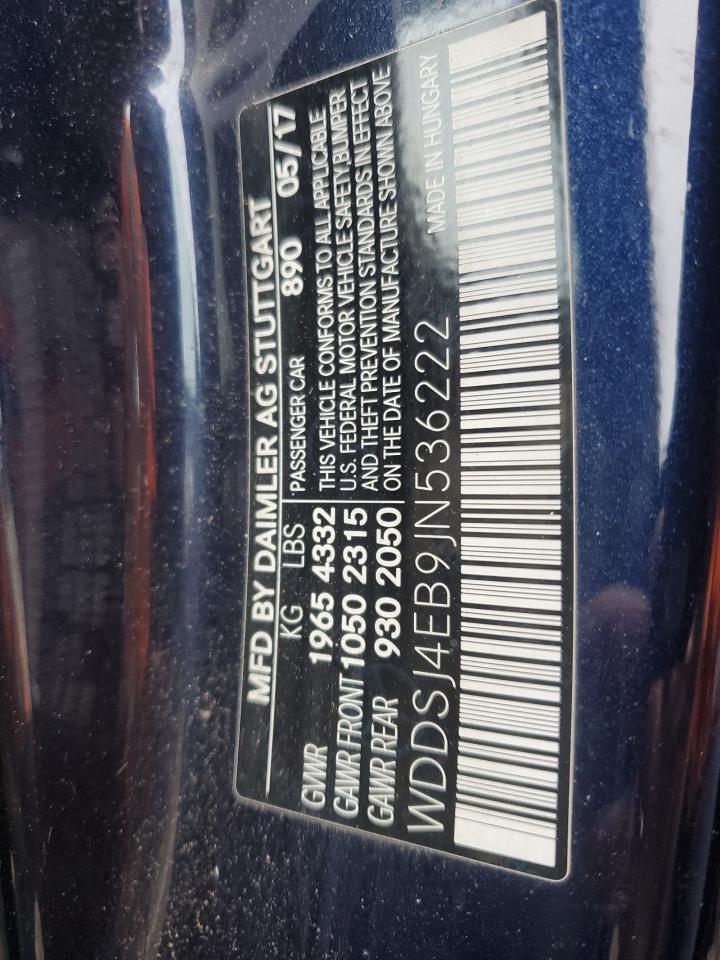 MFD BY DAIMLER AG STUTTGART
KG LBS PASSENGER CAR 890 05/17
GVWR 1965 4332 THIS VEHICLE CONFORMS TO ALL APPLICABLE
GAWR FRONT 1050 2315 U.S. FEDERAL MOTOR VEHICLE SAFETY, BUMPER
GAWR REAR 930 2050 AND THEFT PREVENTION STANDARDS IN EFFECT
ON THE DATE OF MANUFACTURE SHOWN ABOVE
WDDSJ4EB9JN536222 MADE IN HUNGARY